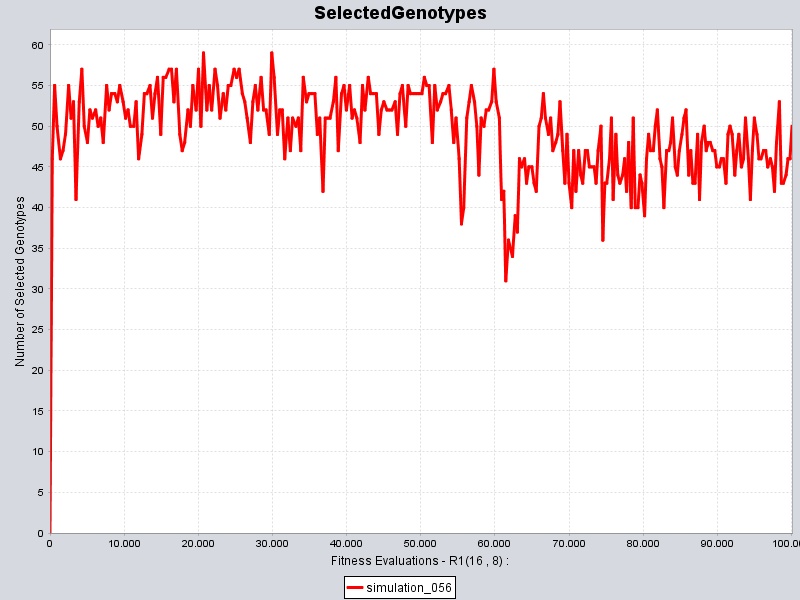 SelectedGenotypes
Number of Selected Genotypes
60
55
50
45
40
35
30
25
20
15
10
5
0
0 10.000 20.000 30.000 40.000 50.000 60.000 70.000 80.000 90.000 100.00
Fitness Evaluations - R1(16 , 8) :
simulation_056